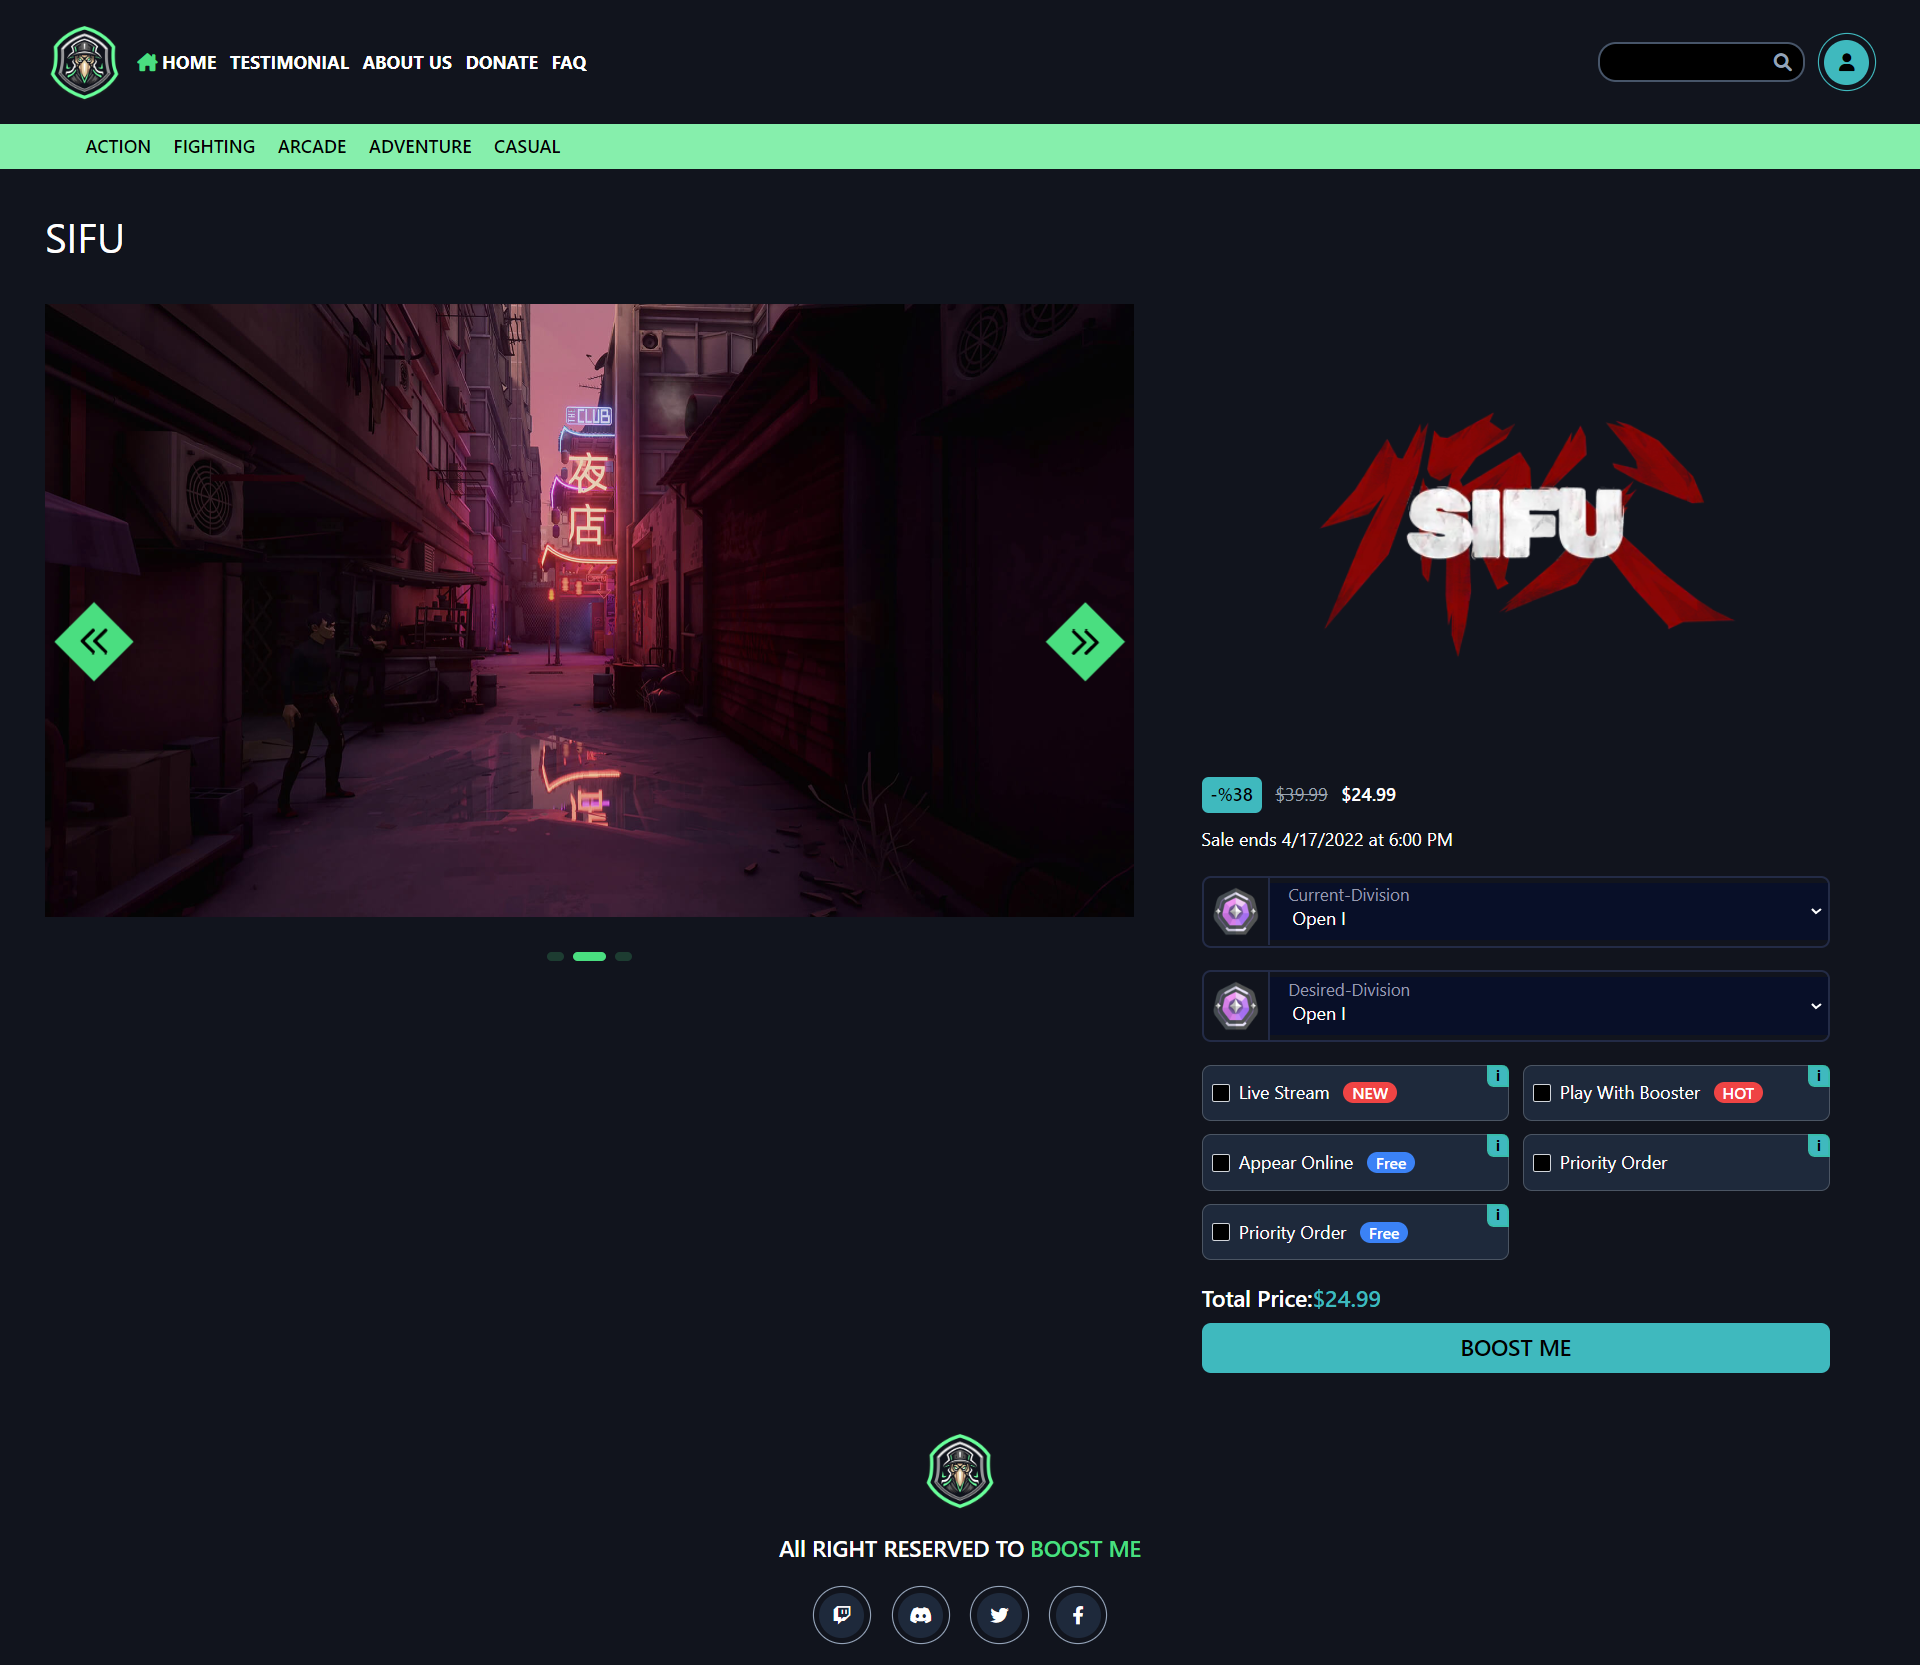 HOME TESTIMONIAL ABOUT US DONATE FAQ
ACTION FIGHTING ARCADE ADVENTURE CASUAL
SIFU
THE CLUB
夜
店
師父
SIFU
-%38 $39.99 $24.99
Sale ends 4/17/2022 at 6:00 PM
Current-Division
Open I
Desired-Division
Open I
Live Stream NEW i
Play With Booster HOT i
Appear Online Free i
Priority Order i
Priority Order Free i
Total Price:$24.99
BOOST ME
All RIGHT RESERVED TO BOOST ME